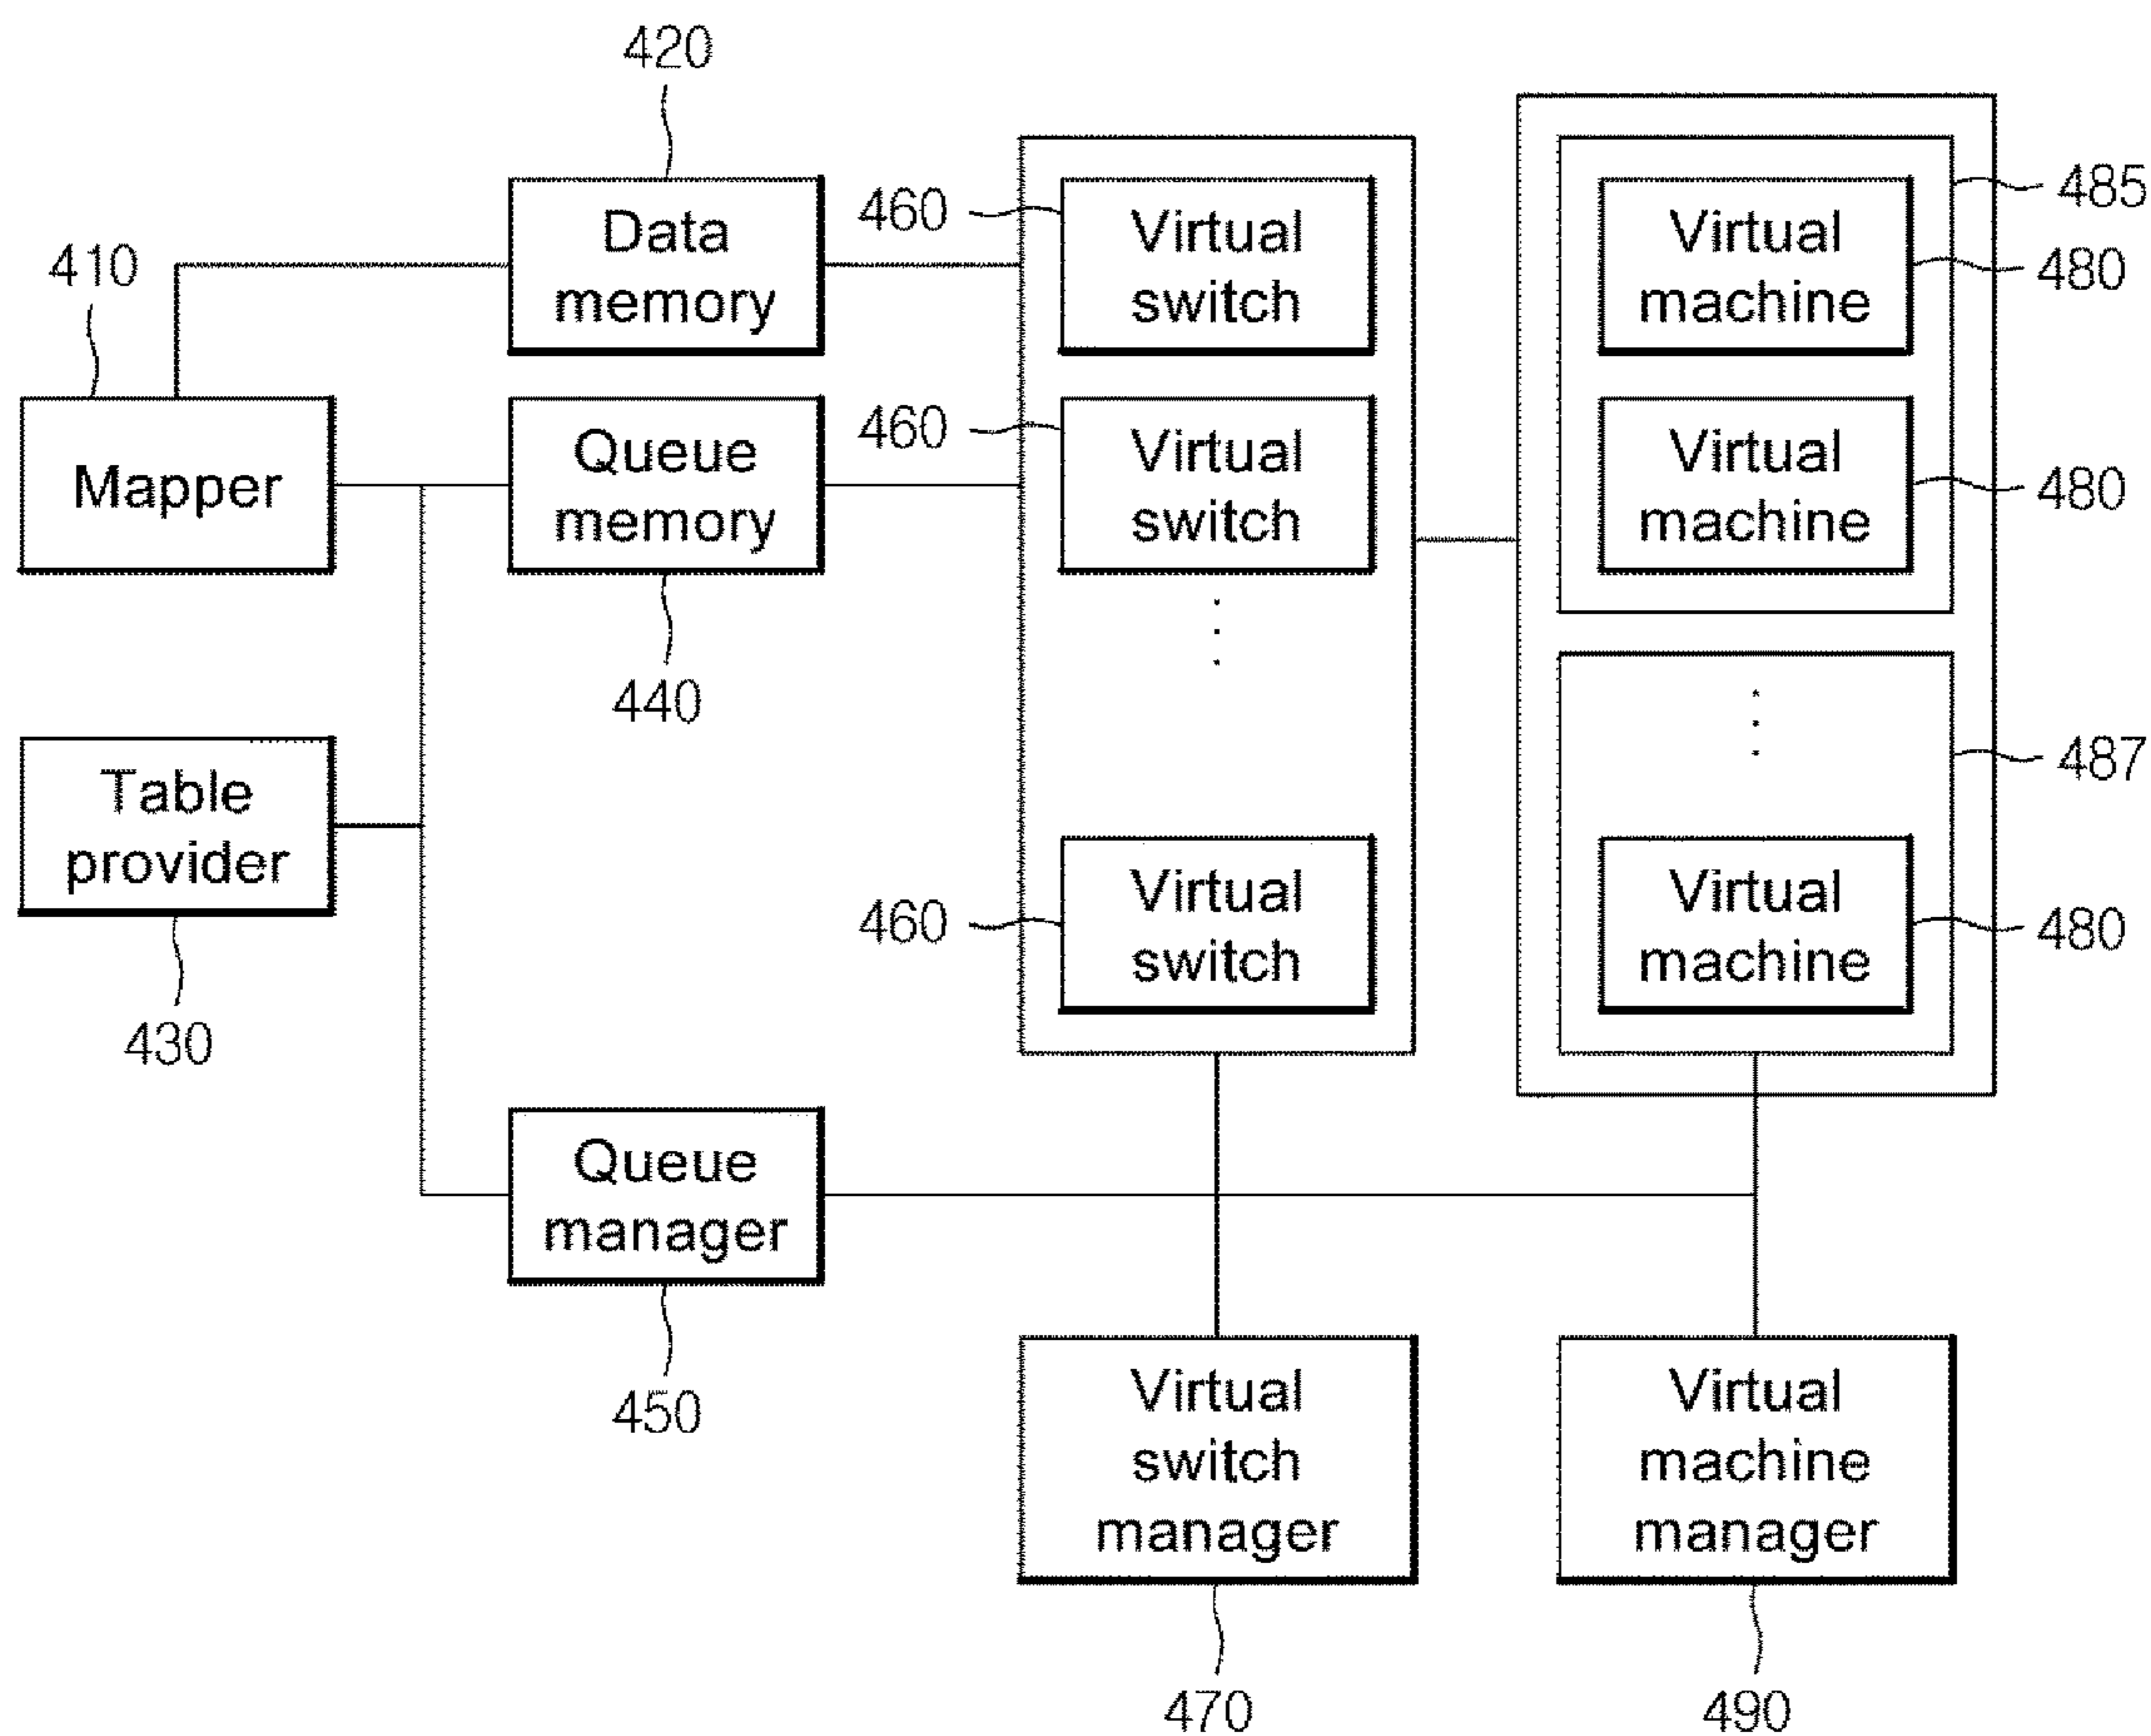 420
460
Data
memory
Virtual
switch
Virtual
machine
485
480
410
Mapper
Queue
memory
440
460
Virtual
switch
Virtual
machine
480
Table
provider
430
460
Virtual
switch
487
Virtual
machine
480
Queue
manager
450
Virtual
switch
manager
470
Virtual
machine
manager
490